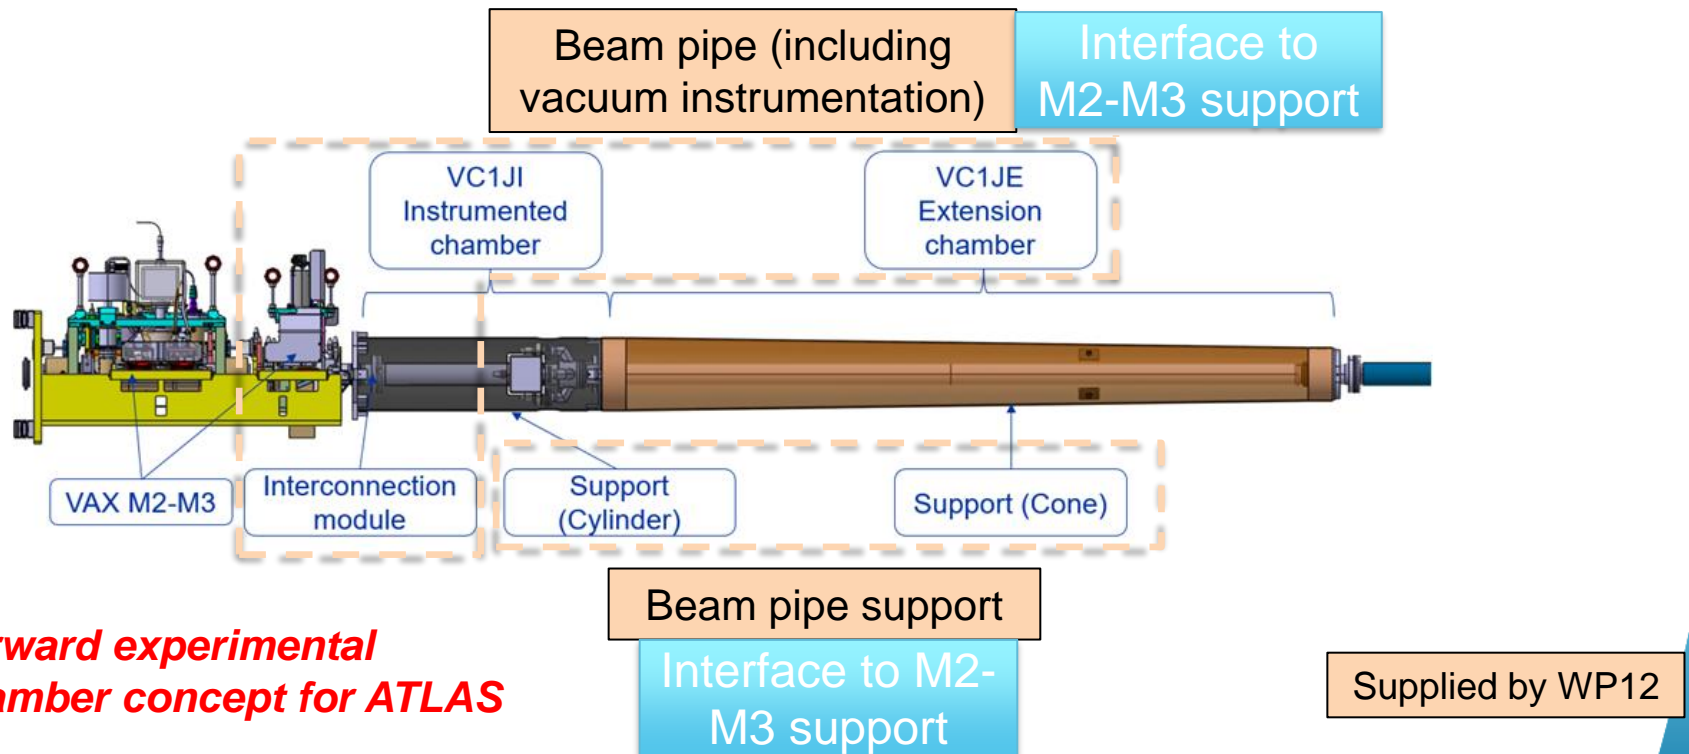 Beam pipe (including
vacuum instrumentation)
Interface to
M2-M3 support
VC1JI
Instrumented
chamber
VC1JE
Extension
chamber
VAX M2-M3
Interconnection
module
Support
(Cylinder)
Support (Cone)
Beam pipe support
Interface to M2-
M3 support
rward experimental
amber concept for ATLAS
Supplied by WP12